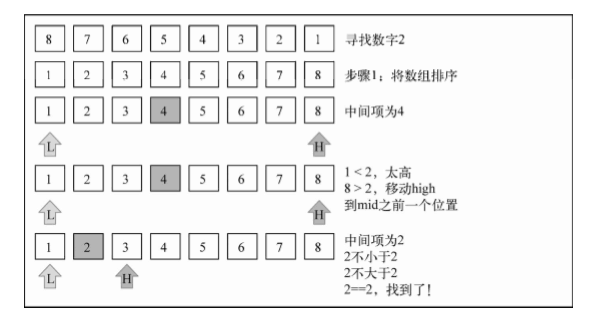 8 7 6 5 4 3 2 1 寻找数字2
1 2 3 4 5 6 7 8 步骤1：将数组排序
1 2 3 4 5 6 7 8 中间项为4
L H
1 2 3 4 5 6 7 8 1 < 2，太高
8 > 2，移动high
L H 到mid之前一个位置
1 2 3 4 5 6 7 8 中间项为2
2不小于2
L H 2不大于2
2==2，找到了!